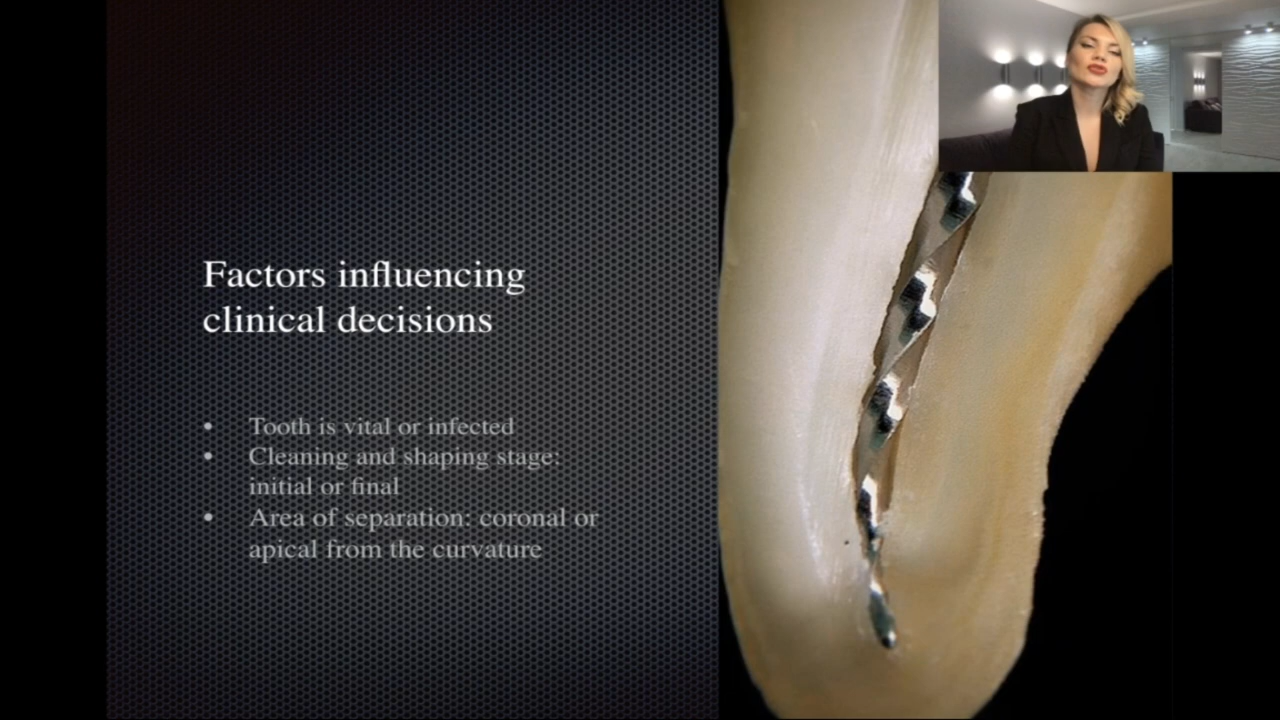 Factors influencing
clinical decisions
• Tooth is vital or infected
• Cleaning and shaping stage:
initial or final
• Area of separation: coronal or
apical from the curvature